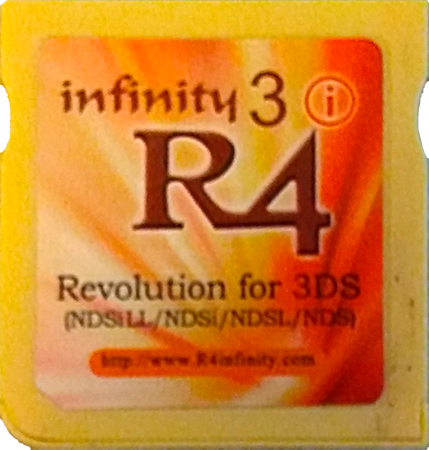 infinity 3 i
R4
Revolution for 3DS
(NDSiLL/NDSi/NDSL/NDS)
http://www.R4infinity.com